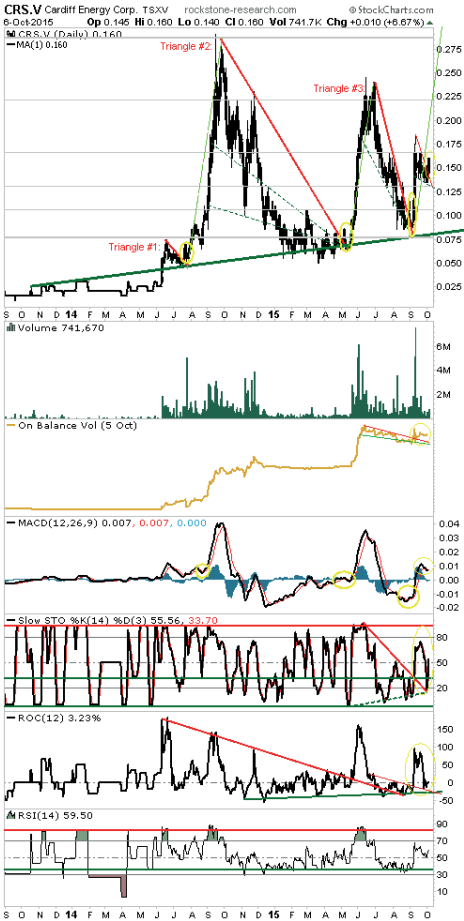 CRS.V Cardiff Energy Corp. TSXV rockstone-research.com © StockCharts.com
6-Oct-2015 Op 0.145 Hi 0.160 Lo 0.140 Cl 0.160 Vol 741.7K Chg +0.010 (+6.67%)
CRS.V (Daily) 0.160
MA(1) 0.160
Triangle #2:
Triangle #3:
Triangle #1:
0.275
0.250
0.225
0.200
0.175
0.150
0.125
0.100
0.075
0.050
0.025
S O N D 14 F M A M J J A S O N D 15 F M A M J J A S O
Volume 741,670
6M
4M
2M
On Balance Vol (5 Oct)
MACD(12,26,9) 0.007, 0.007, 0.000
0.04
0.03
0.02
0.01
0.00
-0.01
-0.02
Slow STO %K(14) %D(3) 55.56, 33.70
80
50
20
ROC(12) 3.23%
150
100
50
0
-50
RSI(14) 59.50
90
70
50
30
10
S O N D 14 F M A M J J A S O N D 15 F M A M J J A S O